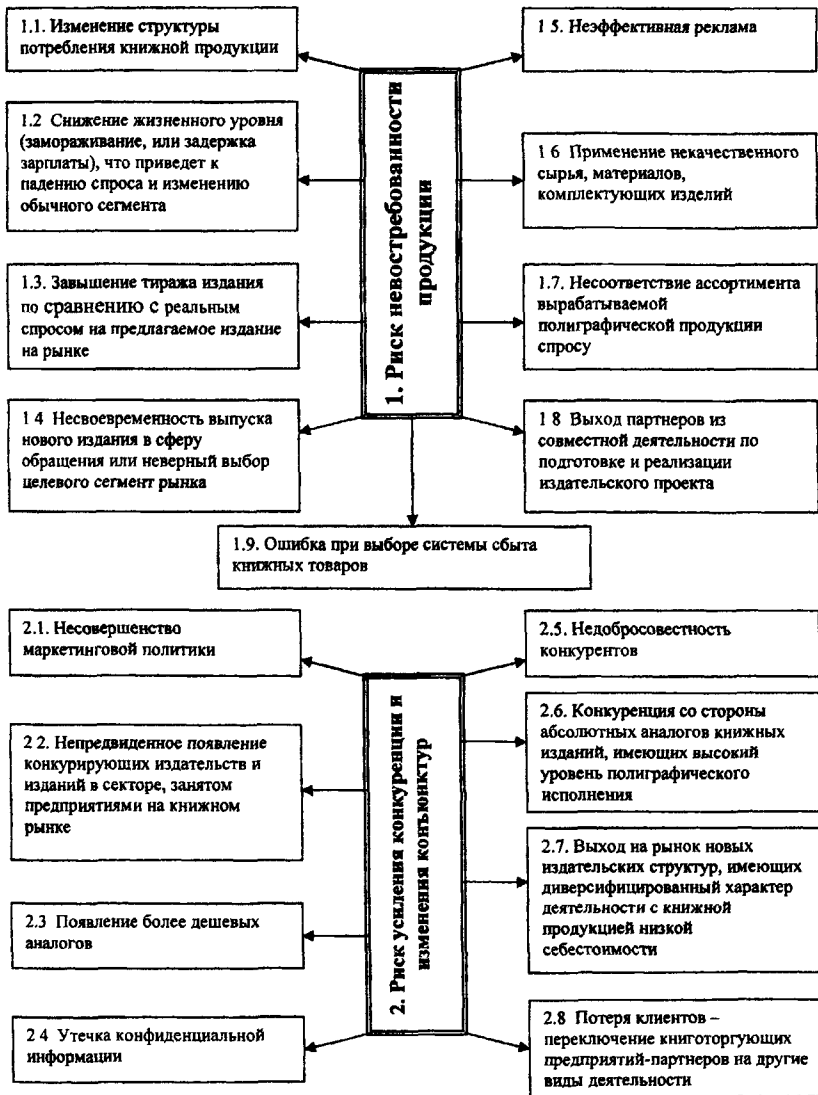 1.1. Изменение структуры
потребления книжной продукции
1.2 Снижение жизненного уровня
(замораживание, или задержка
зарплаты), что приведет к
падению спроса и изменению
обычного сегмента
1.3. Завышение тиража издания
по сравнению с реальным
спросом на предлагаемое издание
на рынке
1 4 Несвоевременность выпуска
нового издания в сферу
обращения или неверный выбор
целевого сегмент рынка
1. Риск невостребованности
продукции
1 5. Неэффективная реклама
1 6 Применение некачественного
сырья, материалов,
комплектующих изделий
1.7. Несоответствие ассортимента
вырабатываемой
полиграфической продукции
спросу
1 8 Выход партнеров из
совместной деятельности по
подготовке и реализации
издательского проекта
1.9. Ошибка при выборе системы сбыта
книжных товаров
2.1. Несовершенство
маркетинговой политики
2 2. Непредвиденное появление
конкурирующих издательств и
изданий в секторе, занятом
предприятиями на книжном
рынке
2.3 Появление более дешевых
аналогов
2 4 Утечка конфиденциальной
информации
2. Риск усиления конкуренции и
изменения конъюнктур
2.5. Недобросовестность
конкурентов
2.6. Конкуренция со стороны
абсолютных аналогов книжных
изданий, имеющих высокий
уровень полиграфического
исполнения
2.7. Выход на рынок новых
издательских структур, имеющих
диверсифицированный характер
деятельности с книжной
продукцией низкой
себестоимости
2.8 Потеря клиентов –
переключение книготоргующих
предприятий-партнеров на другие
виды деятельности